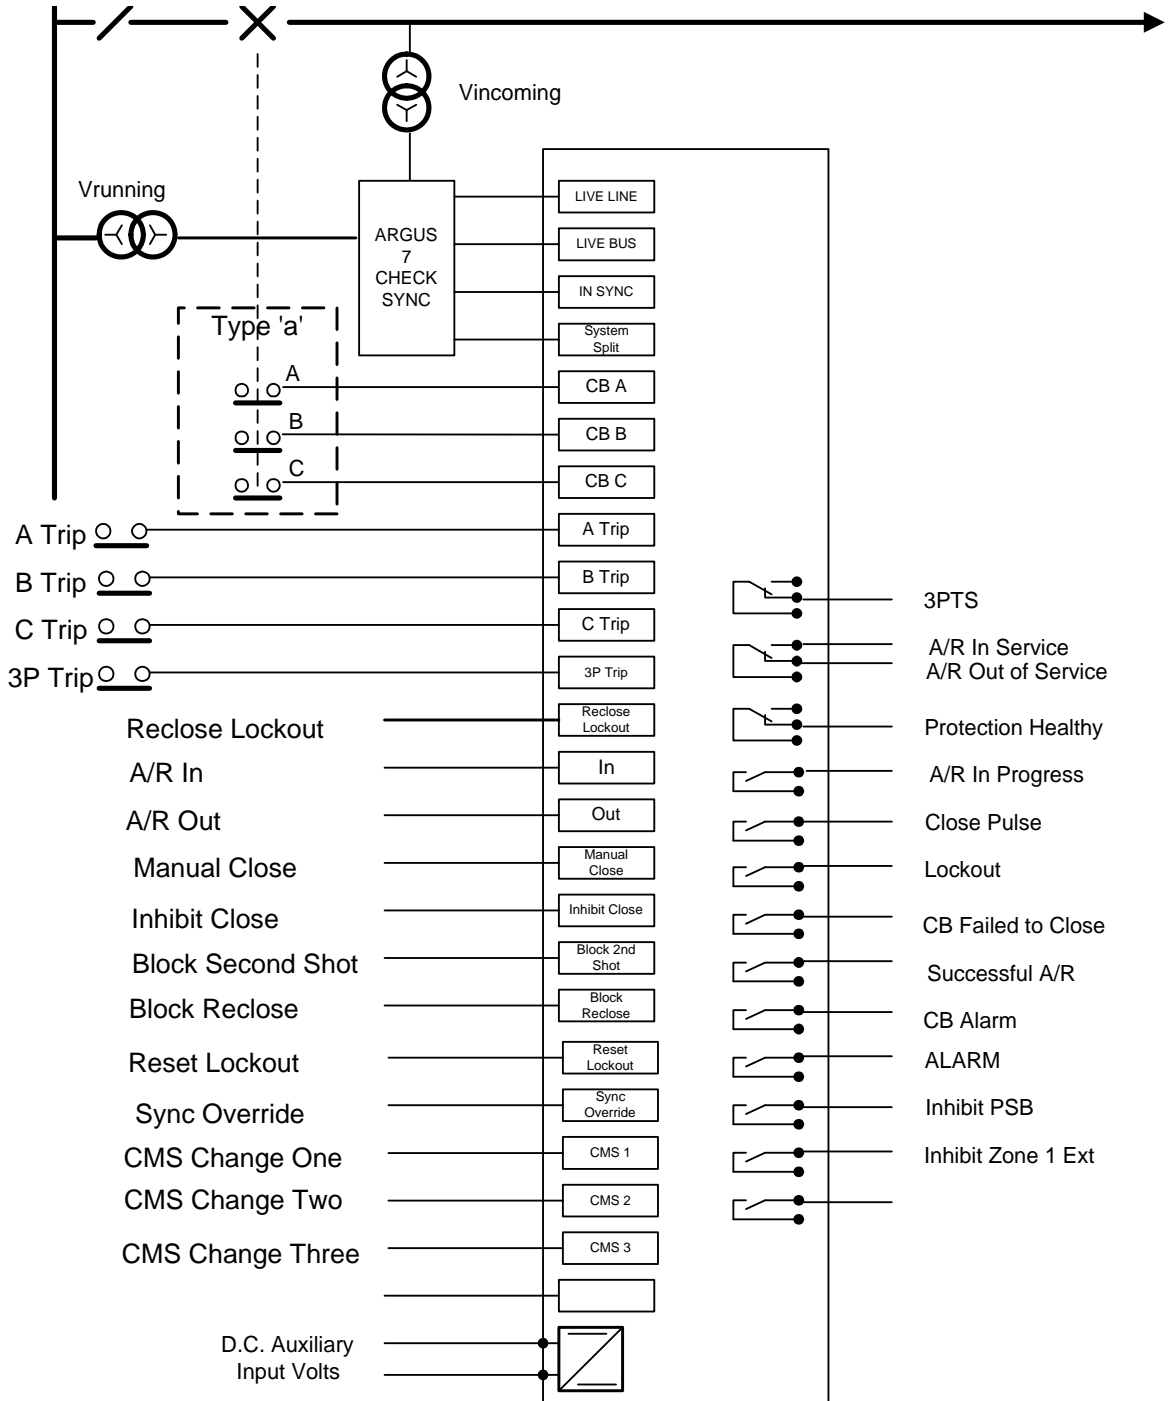 Vincoming
Vrunning
ARGUS
7
CHECK
SYNC
LIVE LINE
LIVE BUS
IN SYNC
System
Split
Type 'a'
A
CB A
B
CB B
C
CB C
A Trip
A Trip
B Trip
B Trip
C Trip
C Trip
3P Trip
3P Trip
Reclose Lockout
Reclose
Lockout
A/R In
In
A/R Out
Out
Manual Close
Manual
Close
Inhibit Close
Inhibit Close
Block Second Shot
Block 2nd
Shot
Block Reclose
Block
Reclose
Reset Lockout
Reset
Lockout
Sync Override
Sync
Override
CMS Change One
CMS 1
CMS Change Two
CMS 2
CMS Change Three
CMS 3
D.C. Auxiliary
Input Volts
3PTS
A/R In Service
A/R Out of Service
Protection Healthy
A/R In Progress
Close Pulse
Lockout
CB Failed to Close
Successful A/R
CB Alarm
ALARM
Inhibit PSB
Inhibit Zone 1 Ext